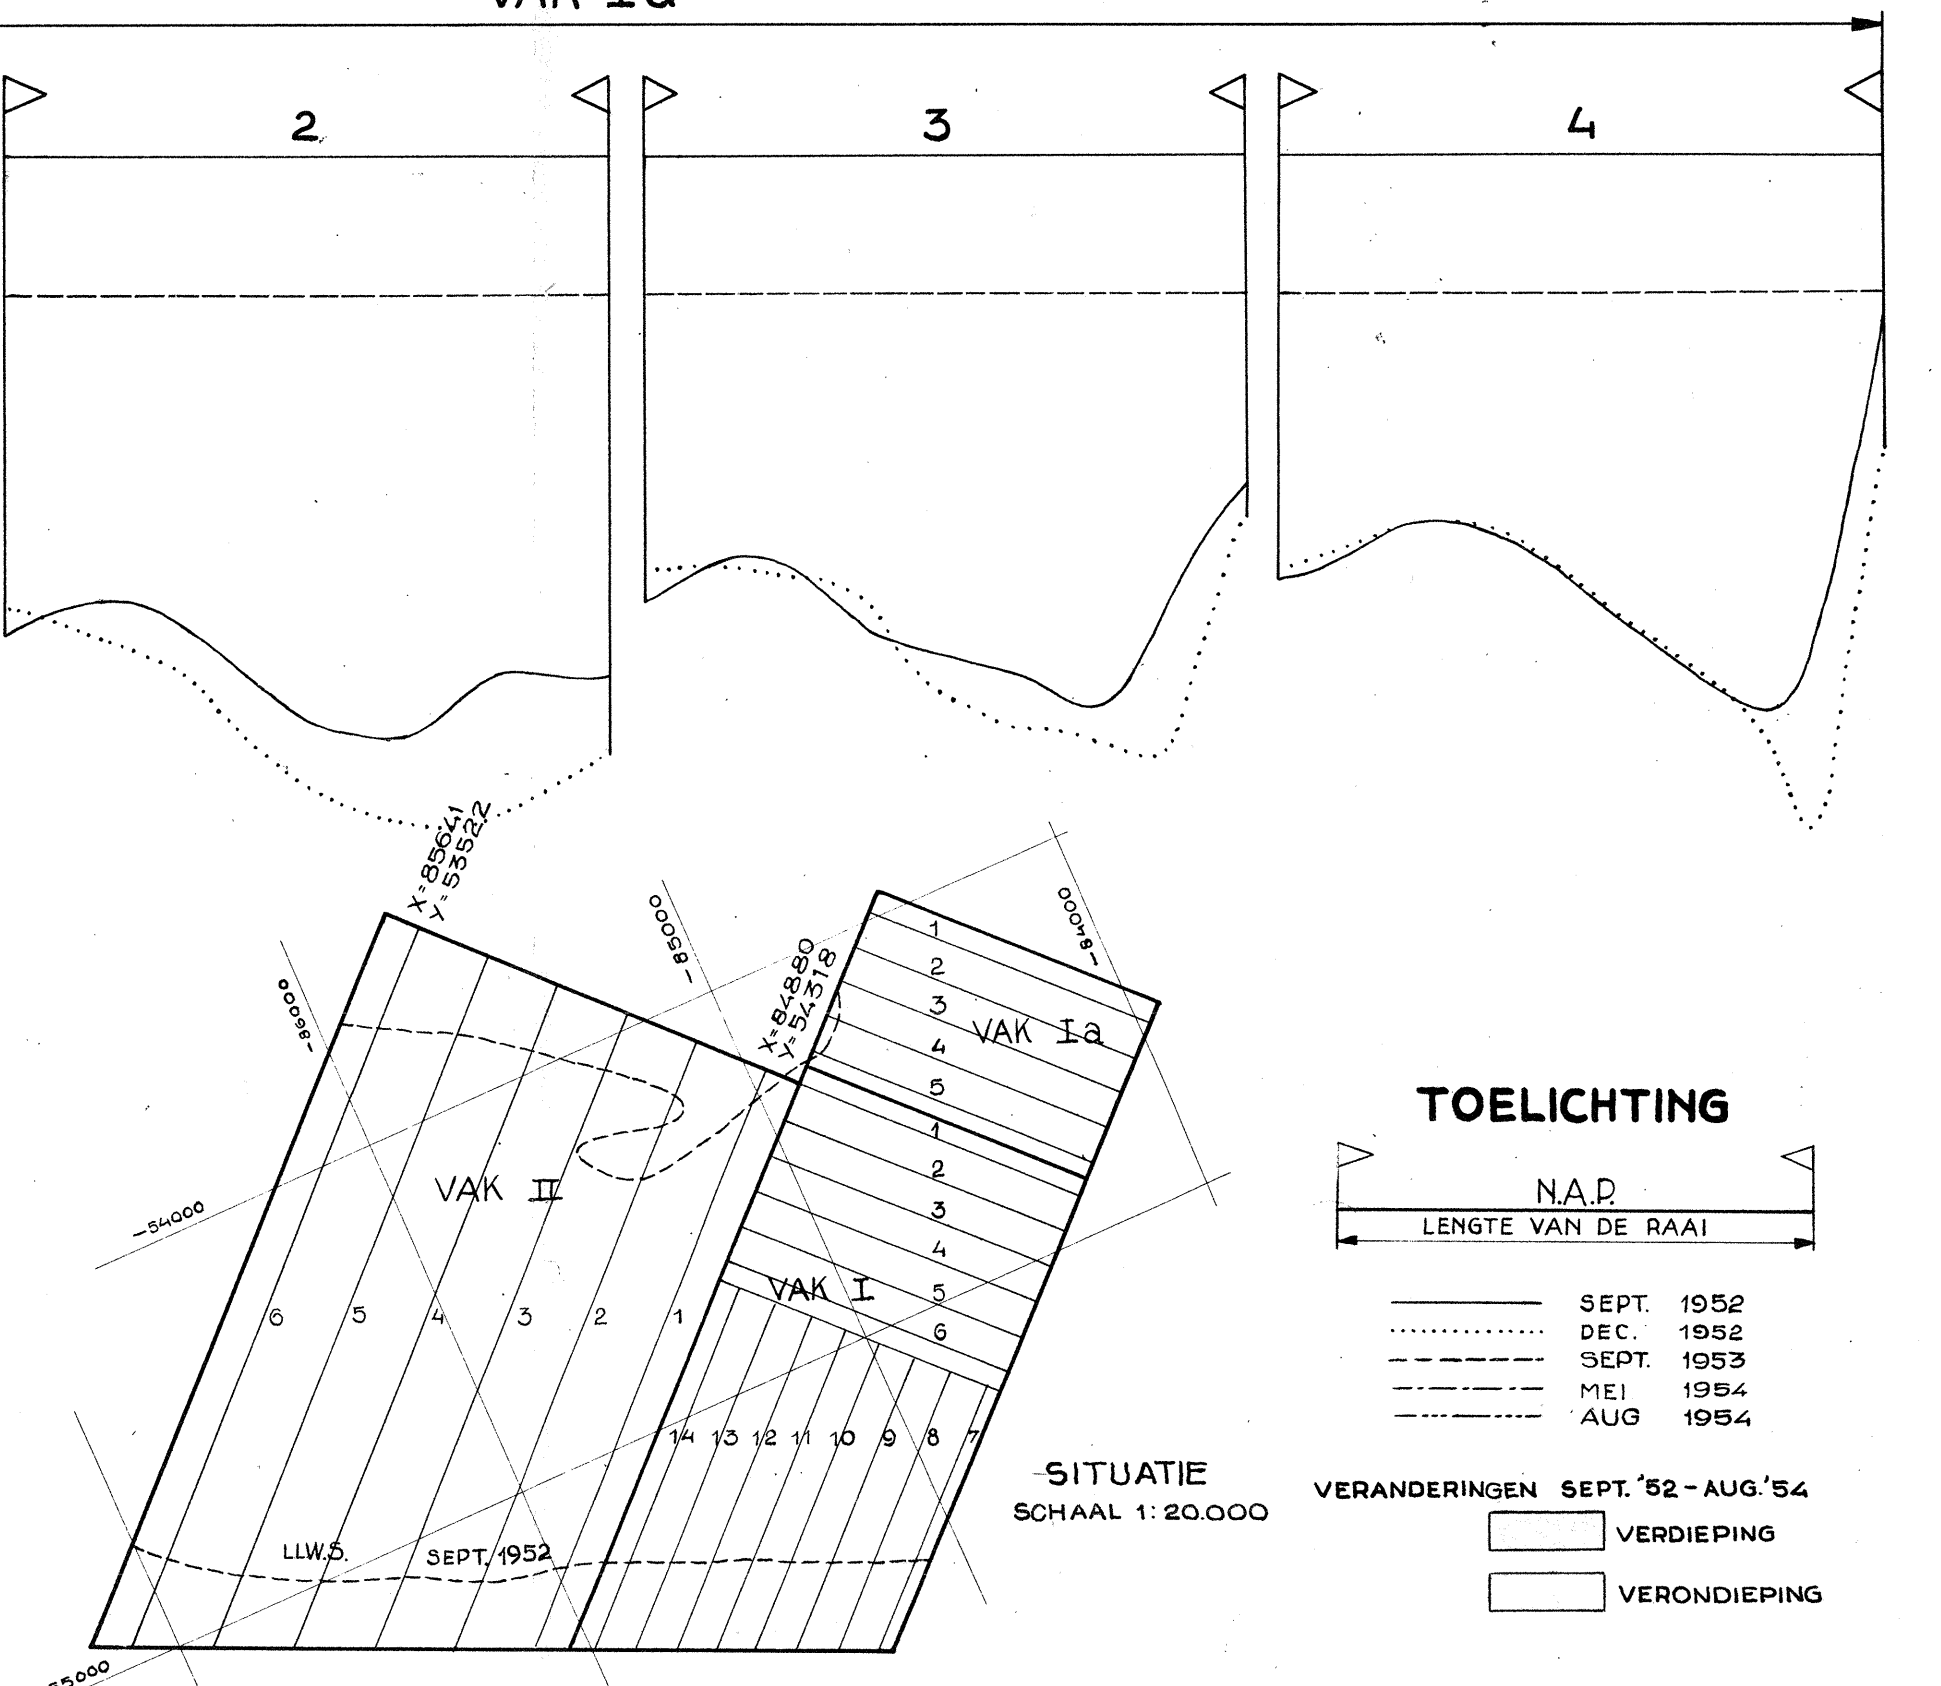 VAK Ia
2
3
4
X=85641
Y=53522
-86000
-85000
-84000
X=84880
Y=54318
1
2
3
4
5
VAK Ia
1
2
3
4
5
6
VAK I
VAK II
-54000
6
5
4
3
2
1
14
13
12
11
10
9
8
7
L.L.W.S.
SEPT. 1952
55000
SITUATIE
SCHAAL 1:20.000
TOELICHTING
N.A.P.
LENGTE VAN DE RAAI
SEPT. 1952
DEC. 1952
SEPT. 1953
MEI 1954
AUG 1954
VERANDERINGEN SEPT. '52-AUG.'54
VERDIEPING
VERONDIEPING